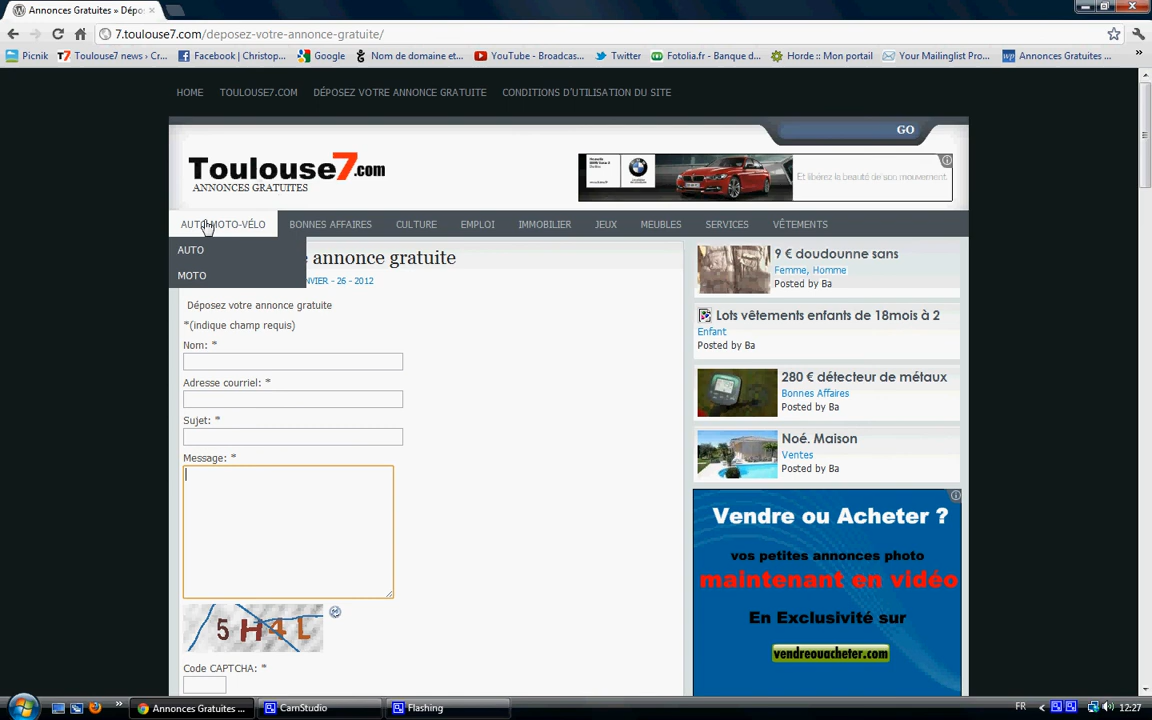 Annonces Gratuites » Dépo
7.toulouse7.com/deposez-votre-annonce-gratuite/
Picnik
Toulouse7 news › Cr...
Facebook | Christop...
Google
Nom de domaine et...
YouTube - Broadcas...
Twitter
Fotolia.fr - Banque d...
Horde :: Mon portail
Your Mailinglist Pro...
Annonces Gratuites ...
HOME
TOULOUSE7.COM
DÉPOSEZ VOTRE ANNONCE GRATUITE
CONDITIONS D'UTILISATION DU SITE
GO
Toulouse7.com
ANNONCES GRATUITES
Et libérez la beauté de son mouvement.
AUTO-MOTO-VÉLO
BONNES AFFAIRES
CULTURE
EMPLOI
IMMOBILIER
JEUX
MEUBLES
SERVICES
VÊTEMENTS
AUTO
MOTO
e annonce gratuite
NVIER - 26 - 2012
Déposez votre annonce gratuite
*(indique champ requis)
Nom: *
Adresse courriel: *
Sujet: *
Message: *
5H4L
Code CAPTCHA: *
9 € doudounne sans
Femme, Homme
Posted by Ba
Lots vêtements enfants de 18mois à 2
Enfant
Posted by Ba
280 € détecteur de métaux
Bonnes Affaires
Posted by Ba
Noé. Maison
Ventes
Posted by Ba
Vendre ou Acheter ?
vos petites annonces photo
maintenant en vidéo
En Exclusivité sur
vendreouacheter.com
Annonces Gratuites ...
CamStudio
Flashing
FR
12:27